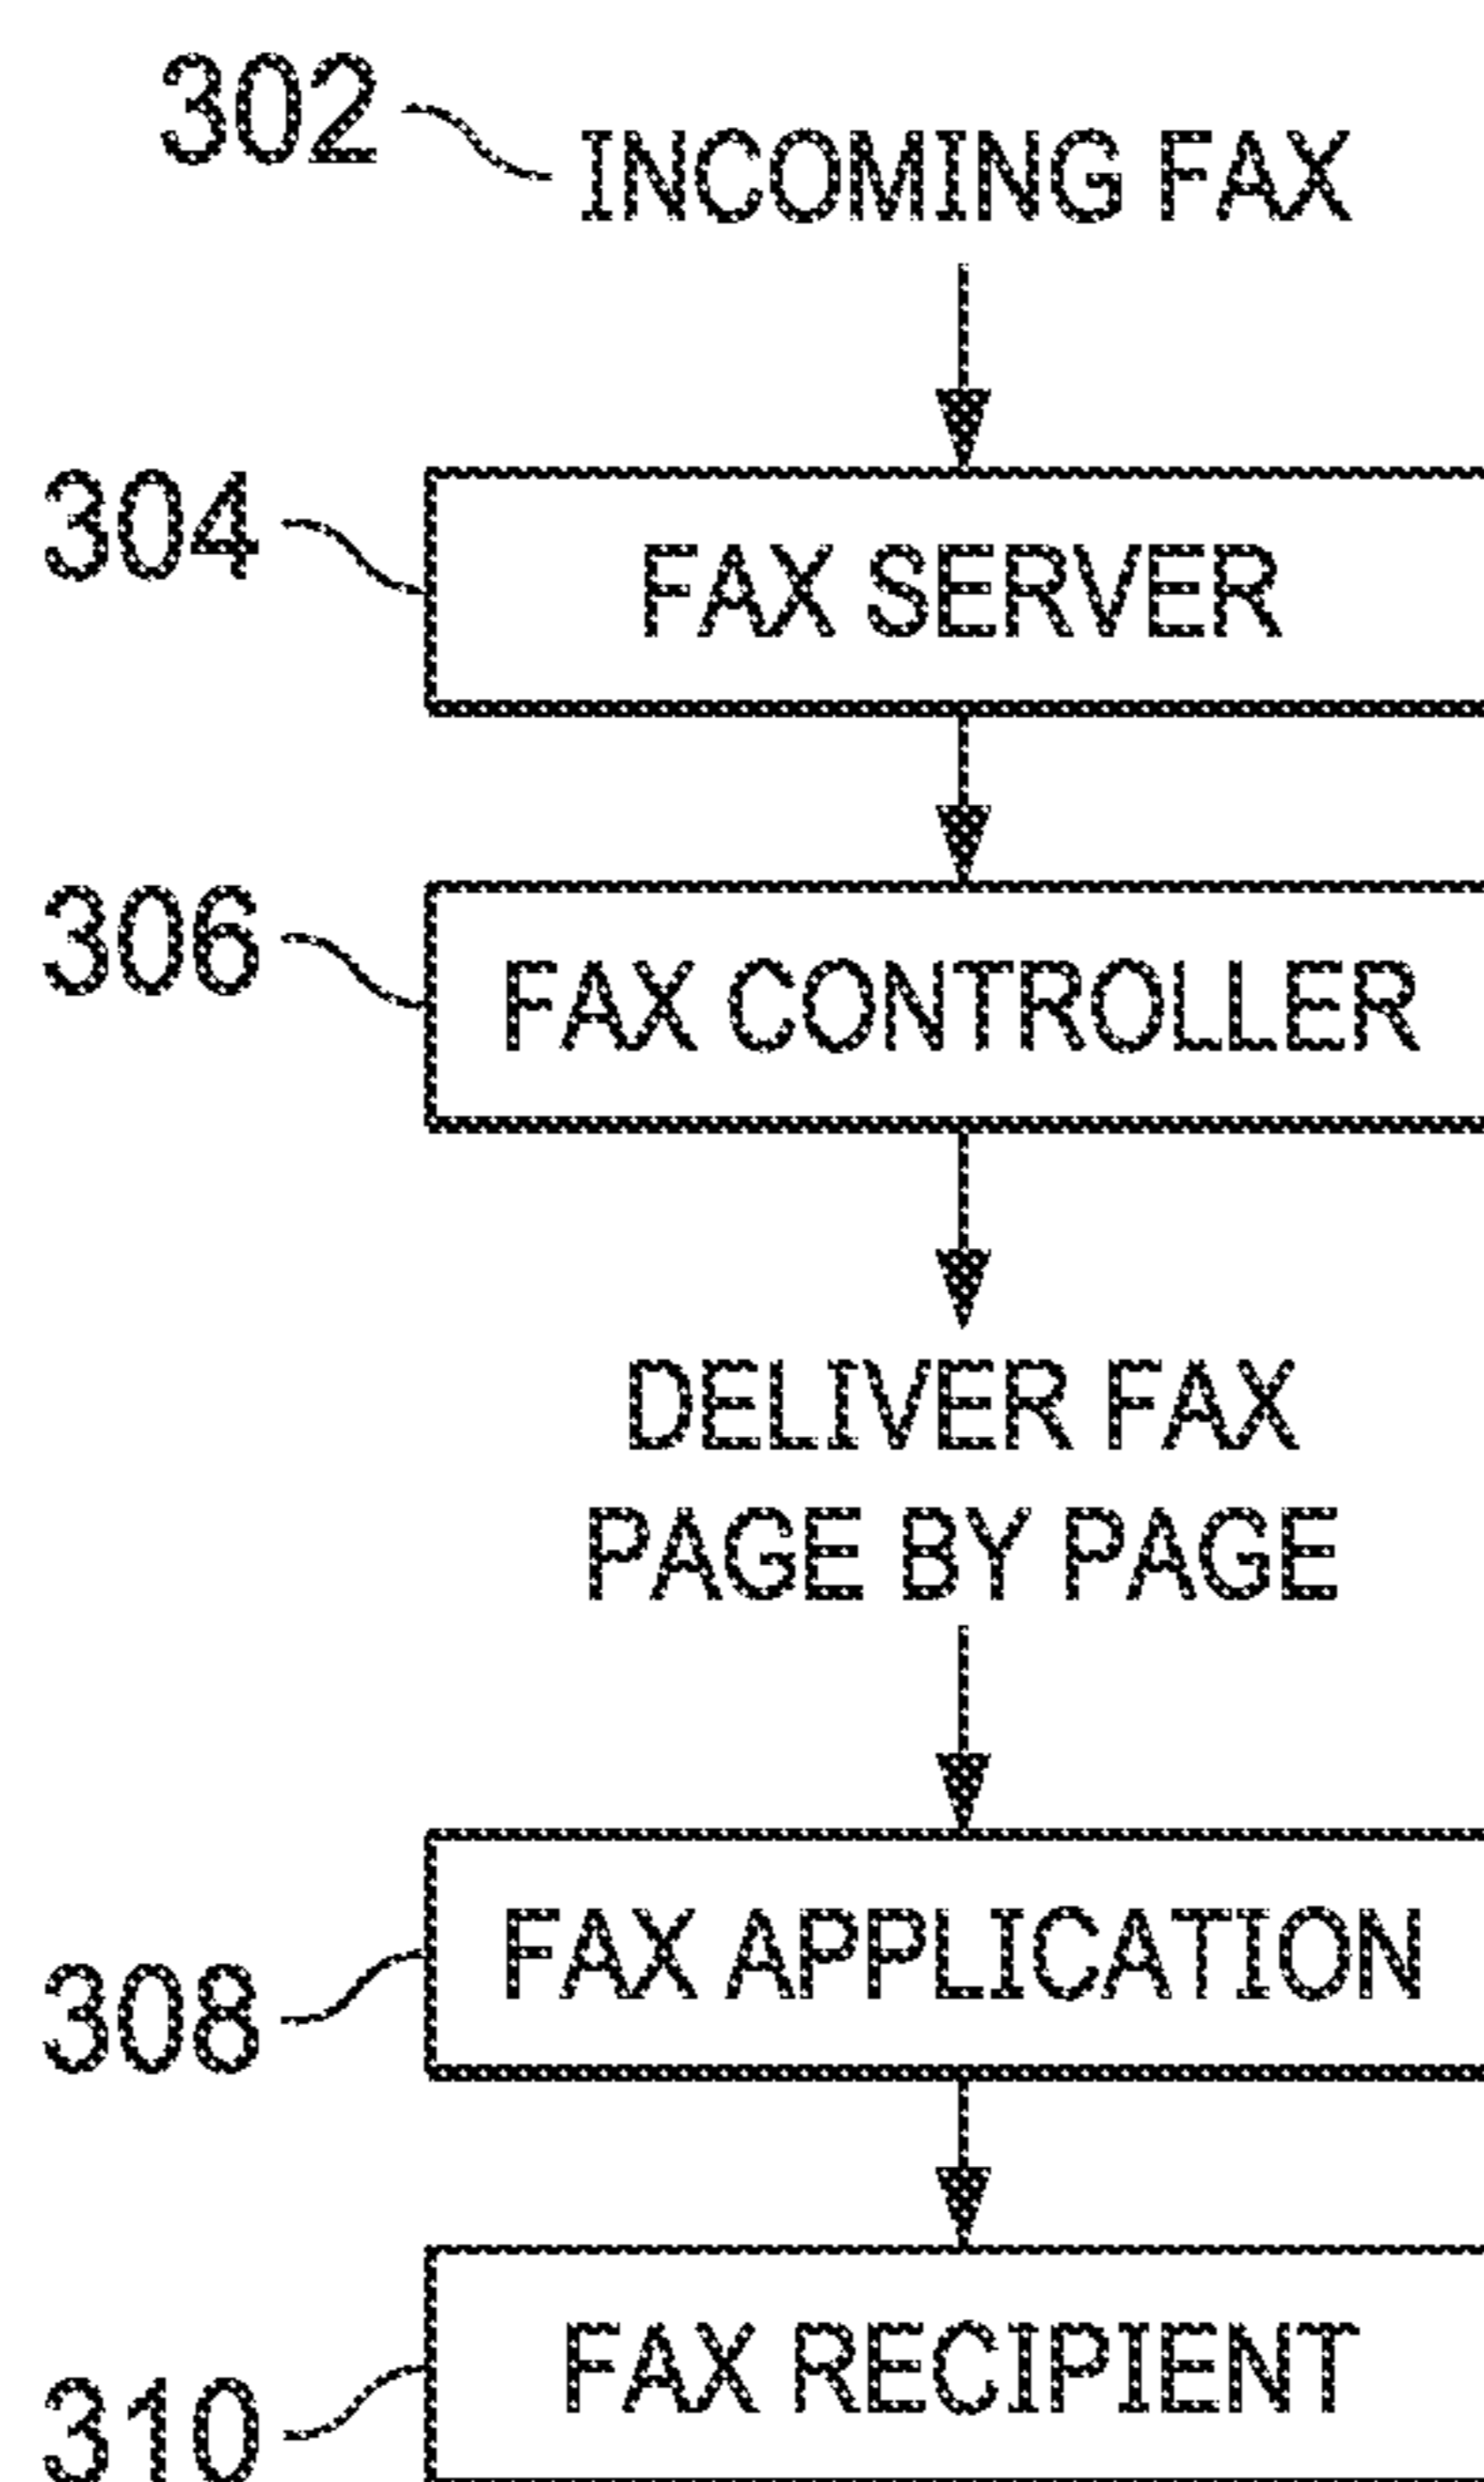 302
INCOMING FAX
304
FAX SERVER
306
FAX CONTROLLER
DELIVER FAX
PAGE BY PAGE
FAX APPLICATION
308
FAX RECIPIENT
310